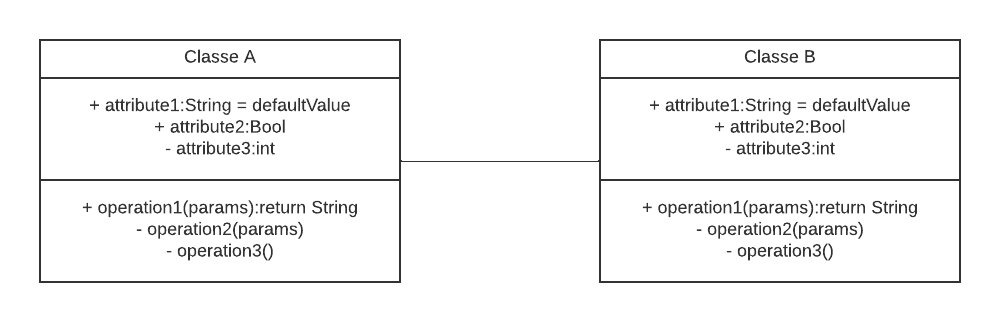 Classe A
+ attribute1:String = defaultValue
+ attribute2:Bool
- attribute3:int
+ operation1(params):return String
- operation2(params)
- operation3()
Classe B
+ attribute1:String = defaultValue
+ attribute2:Bool
- attribute3:int
+ operation1(params):return String
- operation2(params)
- operation3()